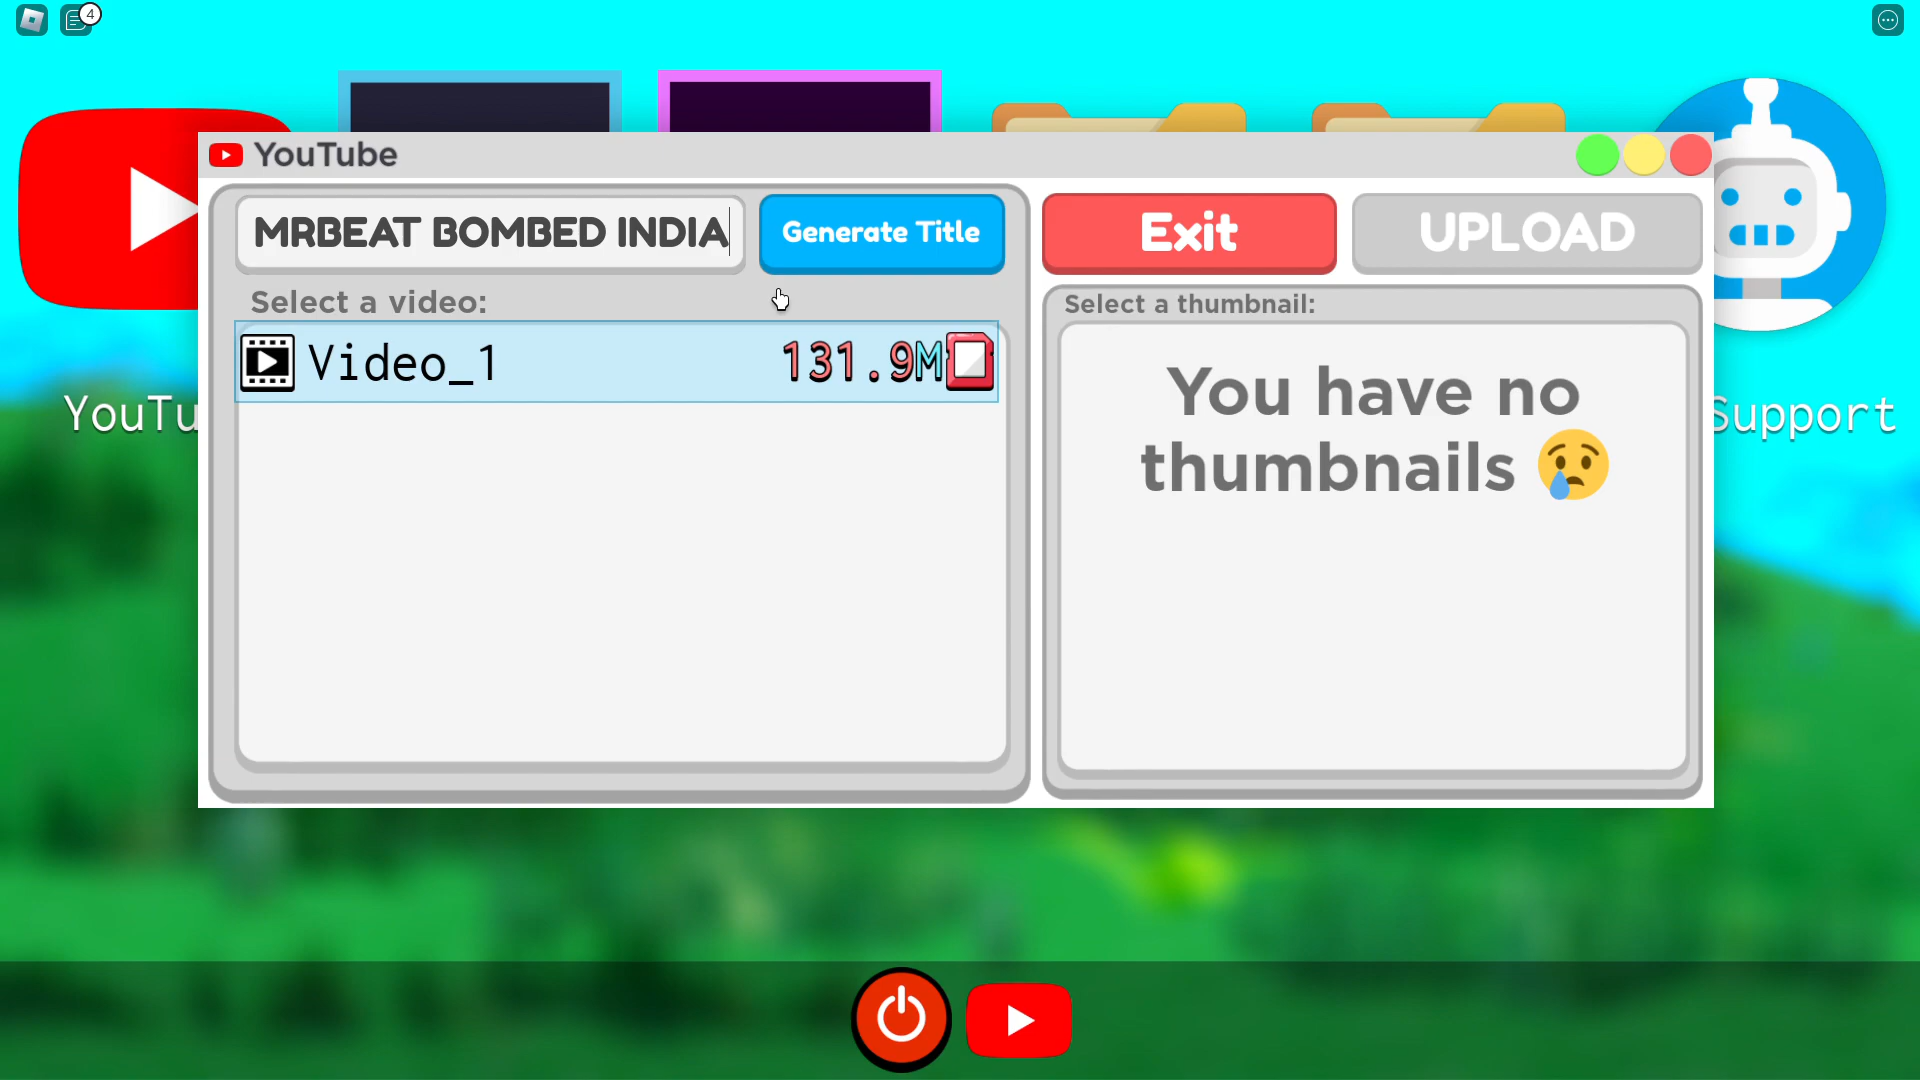 4
YouTube
MRBEAT BOMBED INDIA
Generate Title
Exit
UPLOAD
Select a video:
Select a thumbnail:
Video_1
131.9M
You have no
thumbnails 😢
YouTu
Support